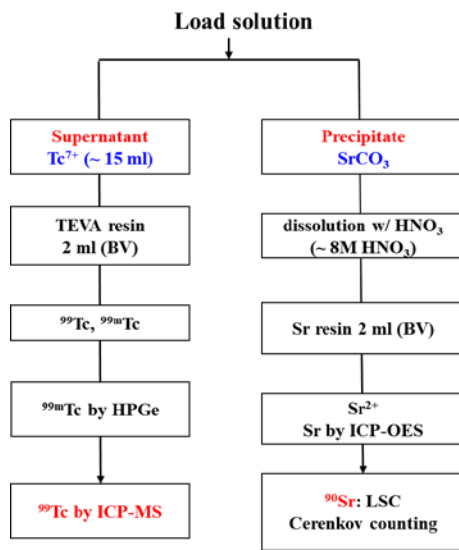 Load solution
Supernatant
Tc⁷⁺ (~ 15 ml)
TEVA resin
2 ml (BV)
⁹⁹Tc, ⁹⁹ᵐTc
⁹⁹ᵐTc by HPGe
⁹⁹Tc by ICP-MS
Precipitate
SrCO₃
dissolution w/ HNO₃
(~ 8M HNO₃)
Sr resin 2 ml (BV)
Sr²⁺
Sr by ICP-OES
⁹⁰Sr: LSC
Cerenkov counting